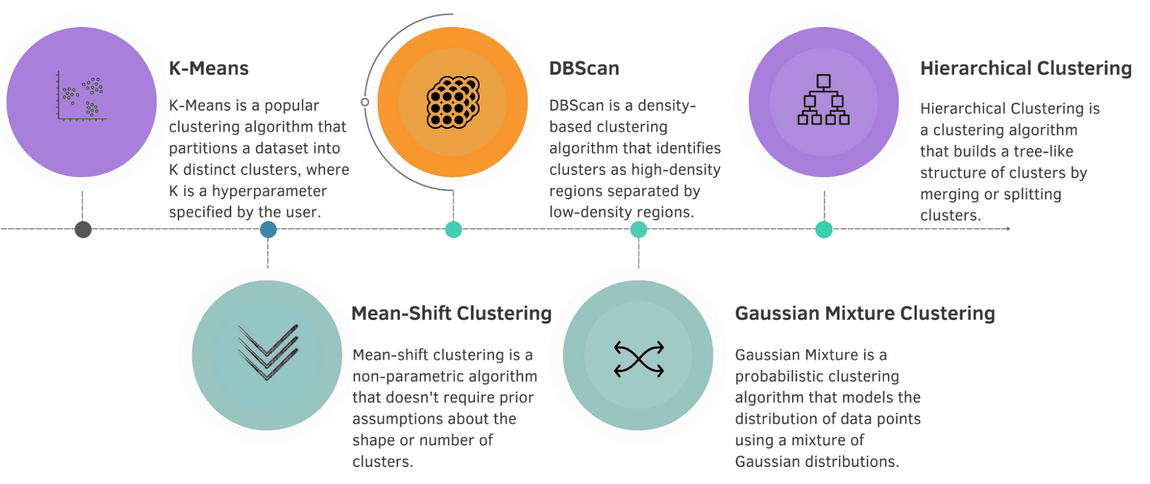 K-Means
K-Means is a popular
clustering algorithm that
partitions a dataset into
K distinct clusters, where
K is a hyperparameter
specified by the user.
DBScan
DBScan is a density-
based clustering
algorithm that identifies
clusters as high-density
regions separated by
low-density regions.
Hierarchical Clustering
Hierarchical Clustering is
a clustering algorithm
that builds a tree-like
structure of clusters by
merging or splitting
clusters.
Mean-Shift Clustering
Mean-shift clustering is a
non-parametric algorithm
that doesn't require prior
assumptions about the
shape or number of
clusters.
Gaussian Mixture Clustering
Gaussian Mixture is a
probabilistic clustering
algorithm that models the
distribution of data points
using a mixture of
Gaussian distributions.